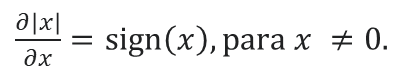 ∂|x|/∂x = sign(x), para x ≠ 0.